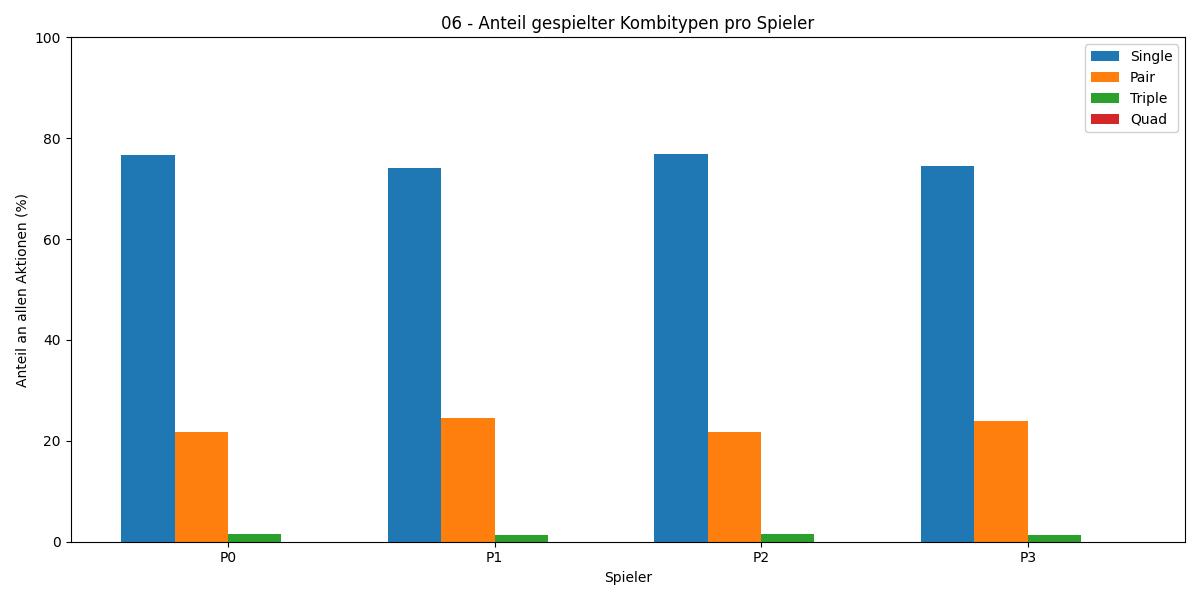 06 - Anteil gespielter Kombitypen pro Spieler
Anteil an allen Aktionen (%)
100
80
60
40
20
0
Single
Pair
Triple
Quad
P0 P1 P2 P3
Spieler